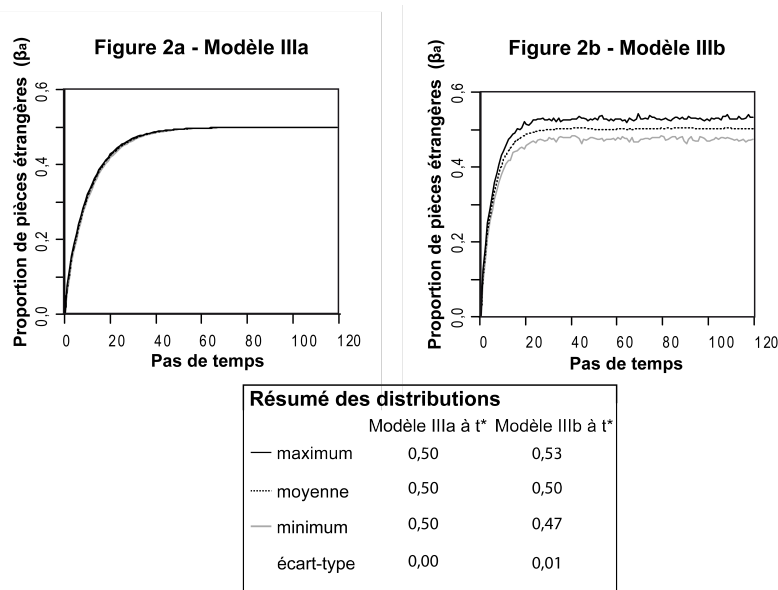 Figure 2a - Modèle IIIa
Proportion de pièces étrangères (βa)
0,6
0,4
0,2
0,0
0 20 40 60 80 100 120
Pas de temps
Figure 2b - Modèle IIIb
Proportion de pièces étrangères (βa)
0,6
0,4
0,2
0,0
0 20 40 60 80 100 120
Pas de temps
Résumé des distributions
Modèle IIIa à t* Modèle IIIb à t*
maximum 0,50 0,53
moyenne 0,50 0,50
minimum 0,50 0,47
écart-type 0,00 0,01